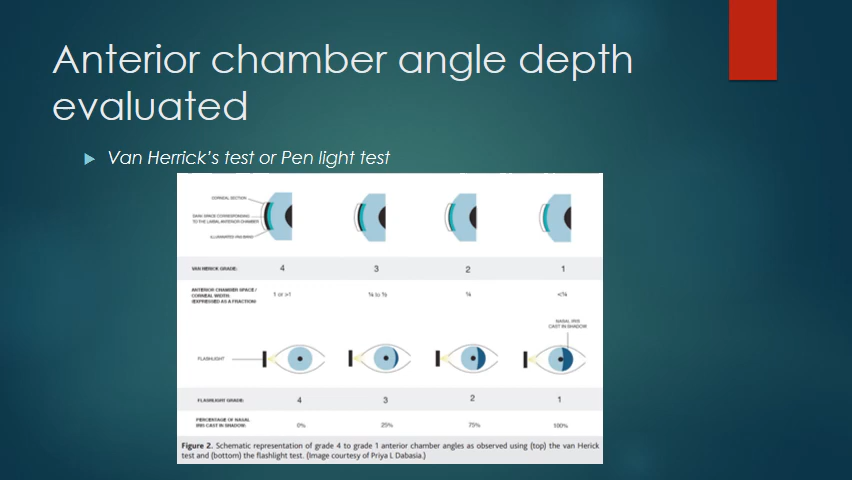 Anterior chamber angle depth
evaluated
Van Herrick's test or Pen light test
CORNEAL SECTION
DARK SPACE CORRESPONDING
TO THE LIMBAL ANTERIOR CHAMBER
ILLUMINATED IRIS BAND
VAN HERICK GRADE: 4 3 2 1
ANTERIOR CHAMBER SPACE /
CORNEAL WIDTH
(EXPRESSED AS A FRACTION)
1 or >1 ¼ to ½ ¼ <¼
NASAL IRIS
CAST IN SHADOW
FLASHLIGHT
FLASHLIGHT GRADE: 4 3 2 1
PERCENTAGE OF NASAL
IRIS CAST IN SHADOW: 0% 25% 75% 100%
Figure 2. Schematic representation of grade 4 to grade 1 anterior chamber angles as observed using (top) the van Herick
test and (bottom) the flashlight test. (Image courtesy of Priya L Dabasia.)